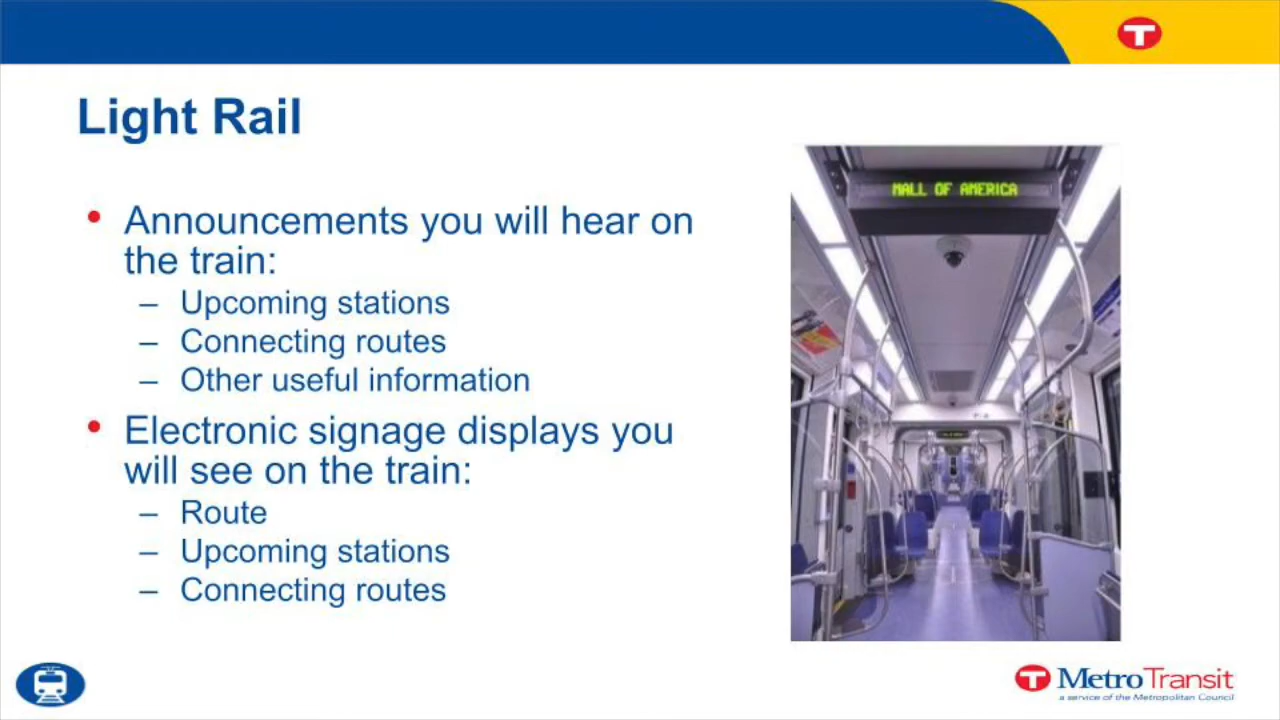 T
Light Rail
• Announcements you will hear on
the train:
– Upcoming stations
– Connecting routes
– Other useful information
• Electronic signage displays you
will see on the train:
– Route
– Upcoming stations
– Connecting routes
MALL OF AMERICA
T MetroTransit
a service of the Metropolitan Council